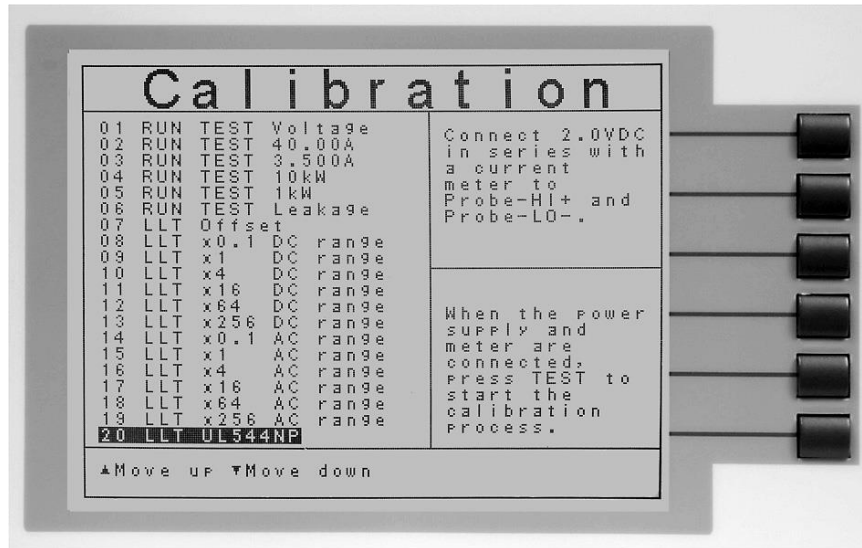 Calibration
01 RUN TEST Voltage
02 RUN TEST 40.00A
03 RUN TEST 3.500A
04 RUN TEST 10kW
05 RUN TEST 1kW
06 RUN TEST Leakage
07 LLT Offset
08 LLT x0.1 DC range
09 LLT x1 DC range
10 LLT x4 DC range
11 LLT x16 DC range
12 LLT x64 DC range
13 LLT x256 DC range
14 LLT x0.1 AC range
15 LLT x1 AC range
16 LLT x4 AC range
17 LLT x16 AC range
18 LLT x64 AC range
19 LLT x256 AC range
20 LLT UL544NP
Connect 2.0VDC
in series with
a current
meter to
Probe-HI+ and
Probe-LO-.
When the power
supply and
meter are
connected,
press TEST to
start the
calibration
process.
▲Move up ▼Move down